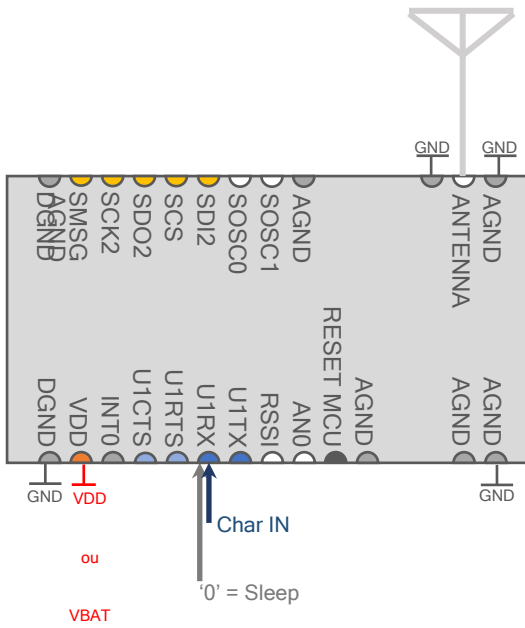 GND
GND
DGND
AGND
SMSG
SCK2
SDO2
SCS
SDI2
SOSC0
SOSC1
AGND
ANTENNA
AGND
DGND
VDD
INT0
U1CTS
U1RTS
U1RX
U1TX
RSSI
AN0
RESET MCU
AGND
AGND
AGND
GND
VDD
GND
Char IN
ou
‘0’ = Sleep
VBAT